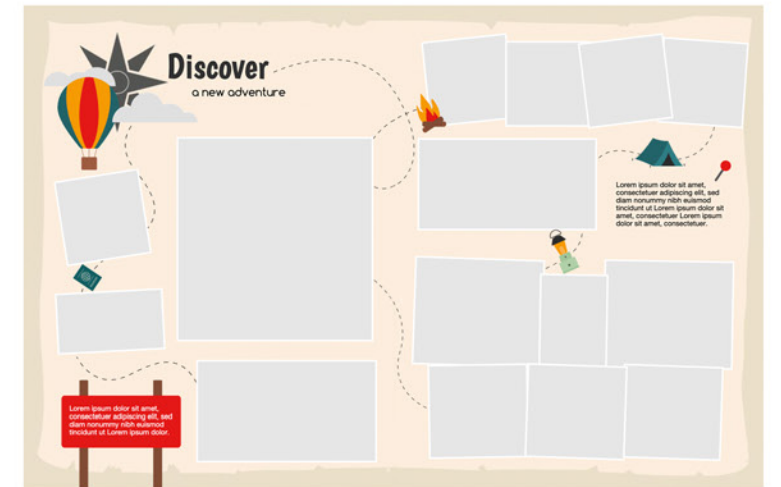 Discover
a new adventure
Lorem ipsum dolor sit amet,
consectetuer adipiscing elit, sed
diam nonummy nibh euismod
tincidunt ut Lorem ipsum dolor sit
amet, consectetuer Lorem ipsum
dolor sit amet, consectetuer.
Lorem ipsum dolor sit amet,
consectetuer adipiscing elit, sed
diam nonummy nibh euismod
tincidunt ut Lorem ipsum dolor.